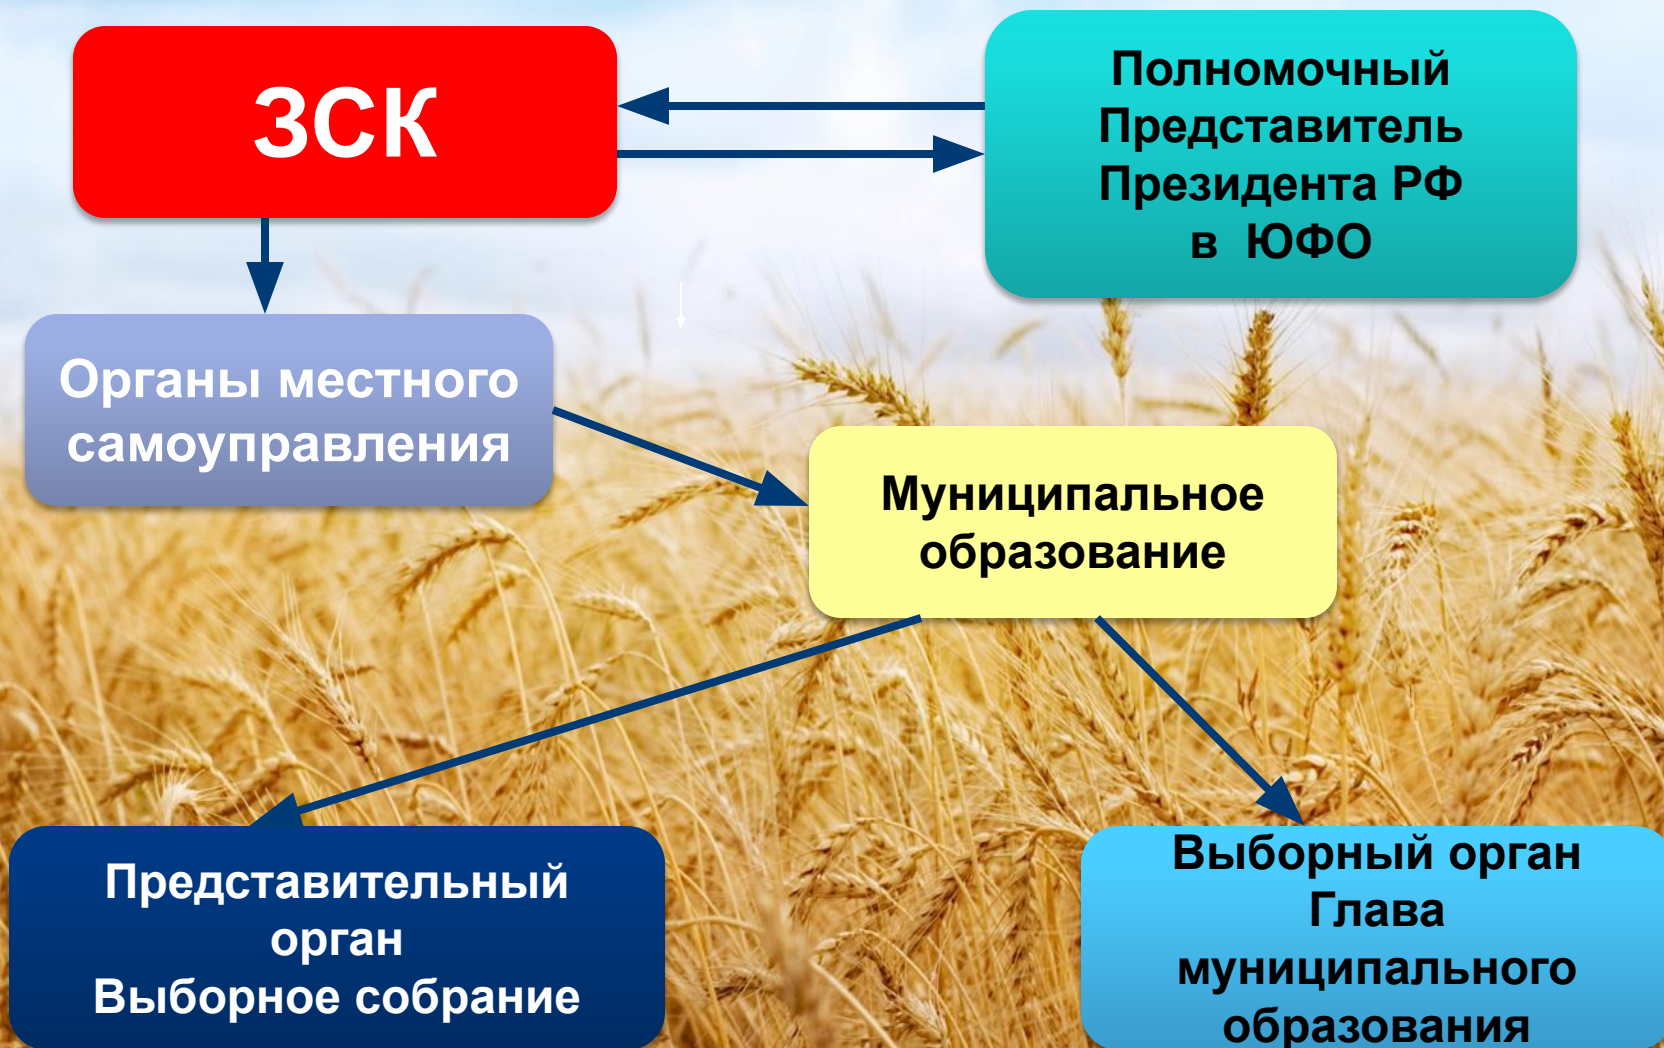 ЗСК
Полномочный
Представитель
Президента РФ
в  ЮФО
Органы местного
самоуправления
Муниципальное
образование
Представительный
орган
Выборное собрание
Выборный орган
Глава
муниципального
образования